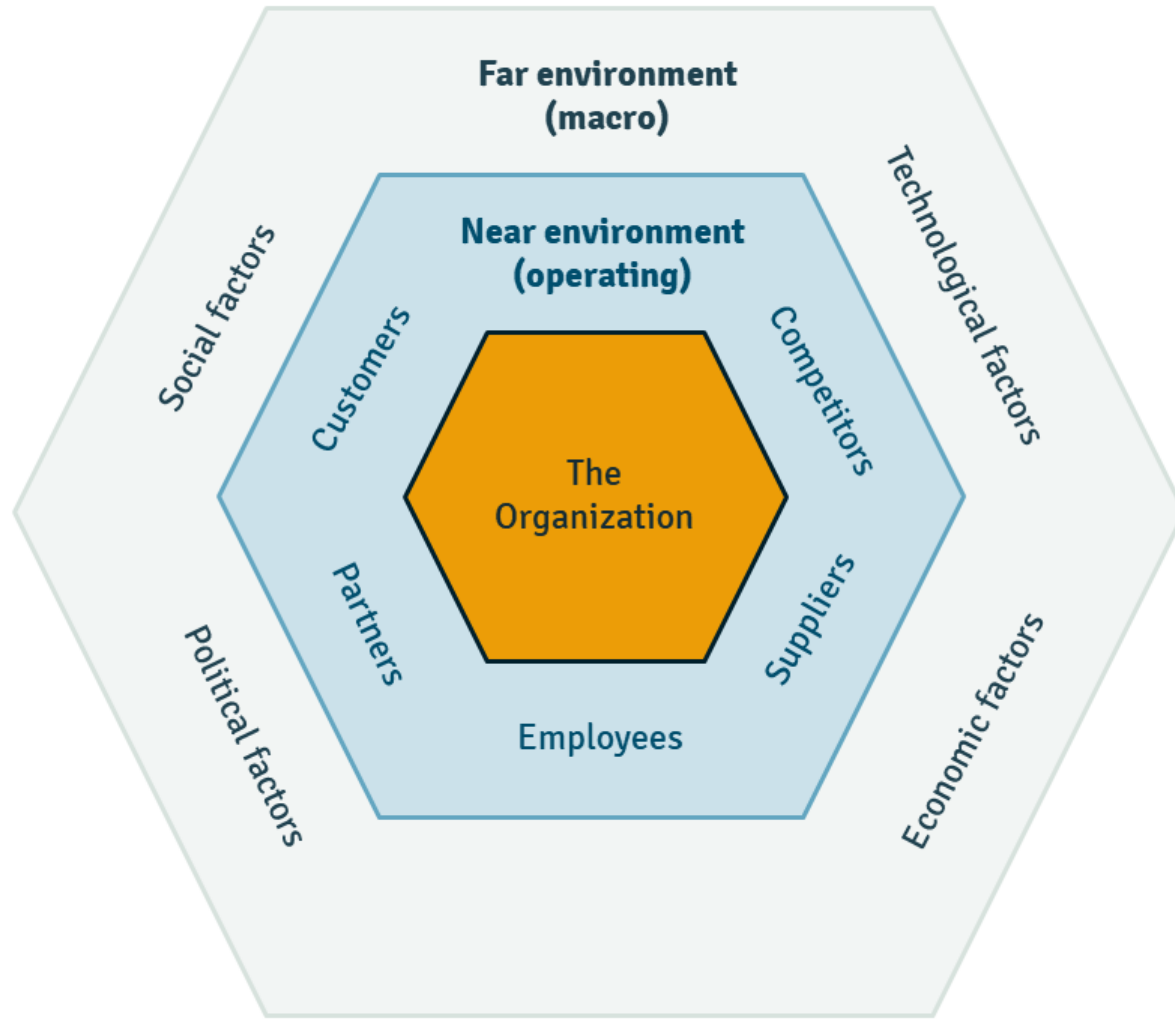 Far environment
(macro)
Technological factors
Social factors
Near environment
(operating)
Customers
Competitors
The
Organization
Partners
Suppliers
Employees
Political factors
Economic factors